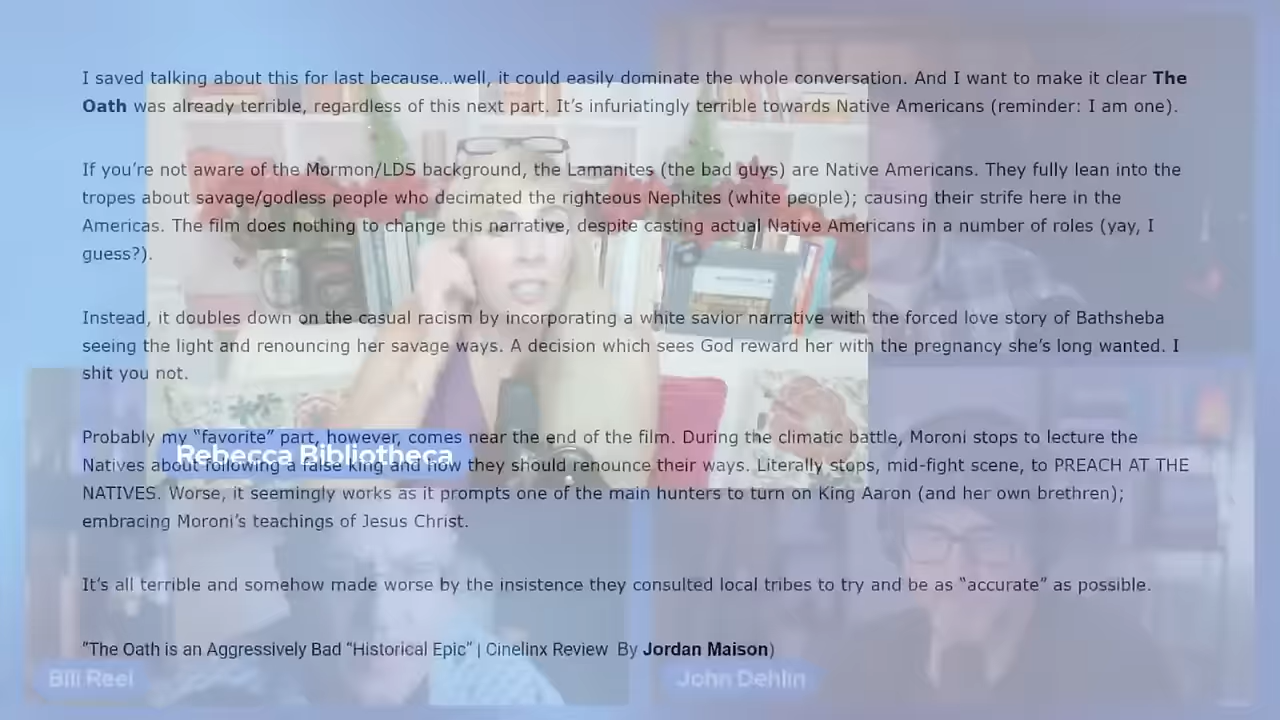 I saved talking about this for last because...well, it could easily dominate the whole conversation. And I want to make it clear The
Oath was already terrible, regardless of this next part. It’s infuriatingly terrible towards Native Americans (reminder: I am one).
If you’re not aware of the Mormon/LDS background, the Lamanites (the bad guys) are Native Americans. They fully lean into the
tropes about savage/godless people who decimated the righteous Nephites (white people); causing their strife here in the
Americas. The film does nothing to change this narrative, despite casting actual Native Americans in a number of roles (yay, I
guess?).
Instead, it doubles down on the casual racism by incorporating a white savior narrative with the forced love story of Bathsheba
seeing the light and renouncing her savage ways. A decision which sees God reward her with the pregnancy she’s long wanted. I
shit you not.
Probably my “favorite” part, however, comes near the end of the film. During the climatic battle, Moroni stops to lecture the
Rebecca Bibliotheca
Natives about following a false king and how they should renounce their ways. Literally stops, mid-fight scene, to PREACH AT THE
NATIVES. Worse, it seemingly works as it prompts one of the main hunters to turn on King Aaron (and her own brethren);
embracing Moroni’s teachings of Jesus Christ.
It’s all terrible and somehow made worse by the insistence they consulted local tribes to try and be as “accurate” as possible.
"The Oath is an Aggressively Bad “Historical Epic” | Cinelinx Review By Jordan Maison)
Bill Reel
John Dehlin